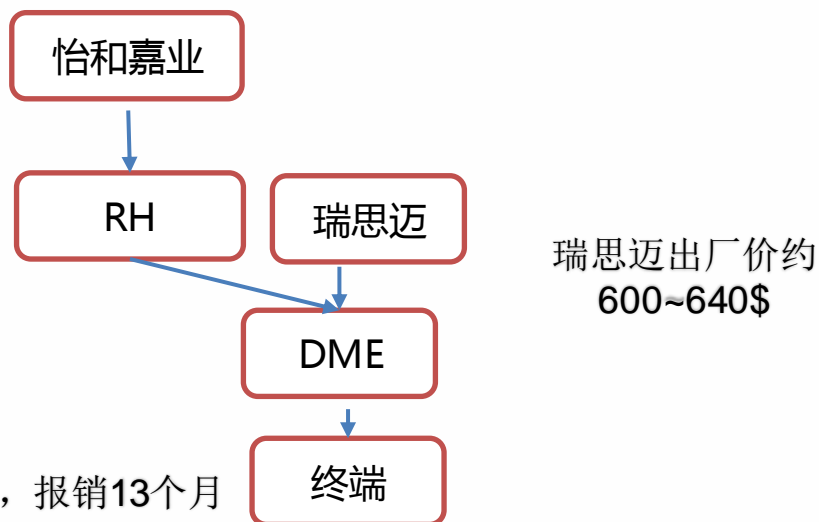 怡和嘉业
RH
瑞思迈
瑞思迈出厂价约
600~640$
DME
终端
，报销13个月